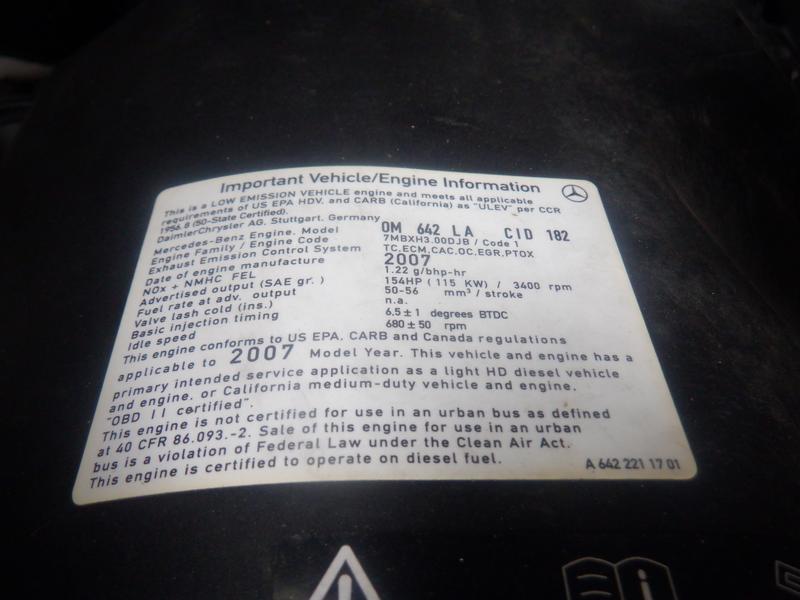 Important Vehicle/Engine Information
This is a LOW EMISSION VEHICLE engine and meets all applicable
requirements of US EPA HDV, and CARB (California) as "ULEV" per CCR
1956.8 (50-State Certified).
DaimlerChrysler AG, Stuttgart, Germany
Mercedes-Benz Engine, Model OM 642 LA CID 182
Engine Family / Engine Code 7MBXH3.00DJB / Code 1
Exhaust Emission Control System TC,ECM,CAC,OC,EGR,PTOX
Date of engine manufacture 2007
NOx + NMHC FEL 1.22 g/bhp-hr
Advertised output (SAE gr.) 154HP (115 KW) / 3400 rpm
Fuel rate at adv. output 50-56 mm³ / stroke
Valve lash cold (ins.) n.a.
Basic injection timing 6.5 ± 1 degrees BTDC
Idle speed 680 ± 50 rpm
This engine conforms to US EPA, CARB and Canada regulations
applicable to 2007 Model Year. This vehicle and engine has a
primary intended service application as a light HD diesel vehicle
and engine, or California medium-duty vehicle and engine.
"OBD II certified".
This engine is not certified for use in an urban bus as defined
at 40 CFR 86.093.-2. Sale of this engine for use in an urban
bus is a violation of Federal Law under the Clean Air Act.
This engine is certified to operate on diesel fuel.
A 642 221 17 01